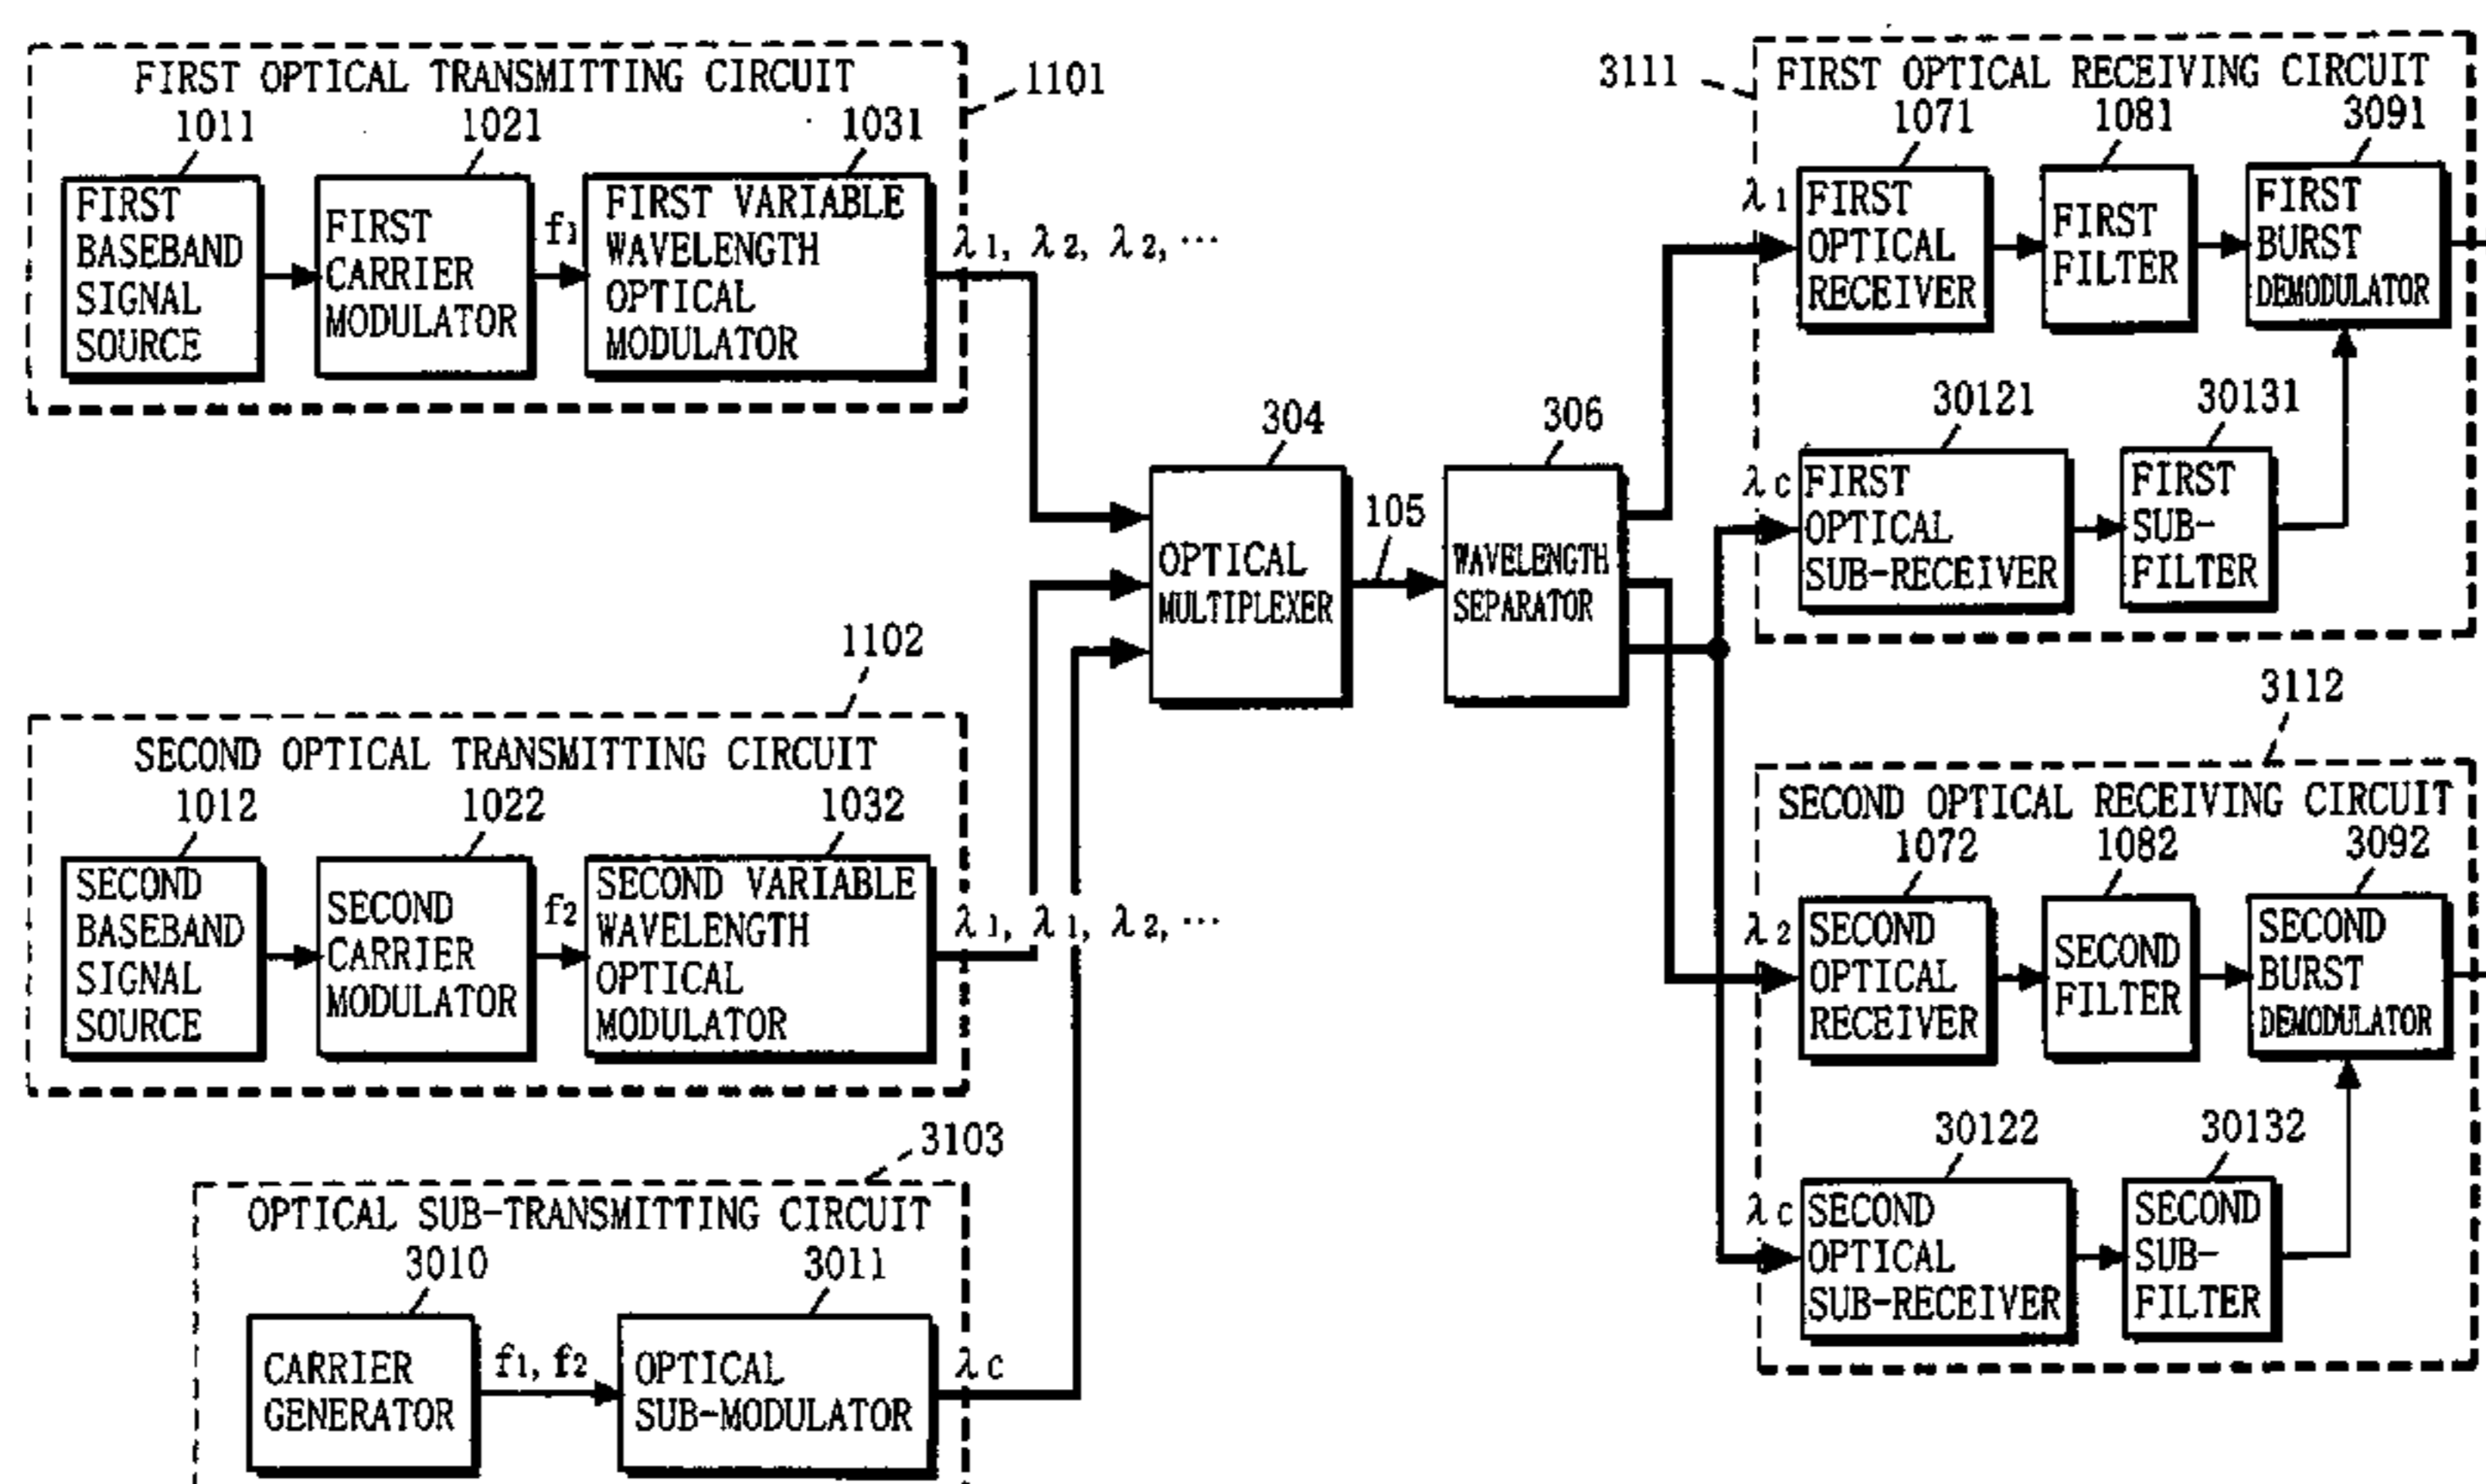 FIRST OPTICAL TRANSMITTING CIRCUIT
1101
1011
1021
1031
FIRST
BASEBAND
SIGNAL
SOURCE
FIRST
CARRIER
MODULATOR
f1
FIRST VARIABLE
WAVELENGTH
OPTICAL
MODULATOR
λ1, λ2, λ2, ···
1102
SECOND OPTICAL TRANSMITTING CIRCUIT
1012
1022
1032
SECOND
BASEBAND
SIGNAL
SOURCE
SECOND
CARRIER
MODULATOR
f2
SECOND VARIABLE
WAVELENGTH
OPTICAL
MODULATOR
λ1, λ1, λ2, ···
3103
OPTICAL SUB-TRANSMITTING CIRCUIT
3010
3011
CARRIER
GENERATOR
f1, f2
OPTICAL
SUB-MODULATOR
λc
304
OPTICAL
MULTIPLEXER
105
306
WAVELENGTH
SEPARATOR
3111
FIRST OPTICAL RECEIVING CIRCUIT
1071
1081
3091
λ1
FIRST
OPTICAL
RECEIVER
FIRST
FILTER
FIRST
BURST
DEMODULATOR
30121
30131
λc
FIRST
OPTICAL
SUB-RECEIVER
FIRST
SUB-
FILTER
3112
SECOND OPTICAL RECEIVING CIRCUIT
1072
1082
3092
λ2
SECOND
OPTICAL
RECEIVER
SECOND
FILTER
SECOND
BURST
DEMODULATOR
30122
30132
λc
SECOND
OPTICAL
SUB-RECEIVER
SECOND
SUB-
FILTER